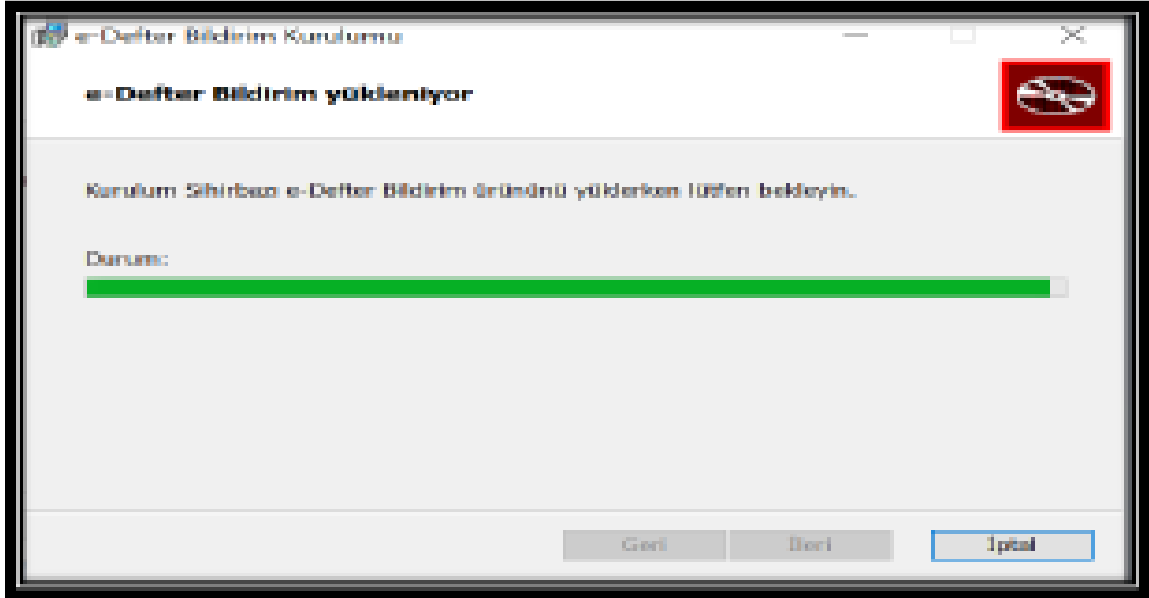 e-Defter Bildirim Kurulumu
e-Defter Bildirim yükleniyor
Kurulum Sihirbazı e-Defter Bildirim ürününü yüklerken lütfen bekleyin.
Durum:
Geri
İleri
İptal